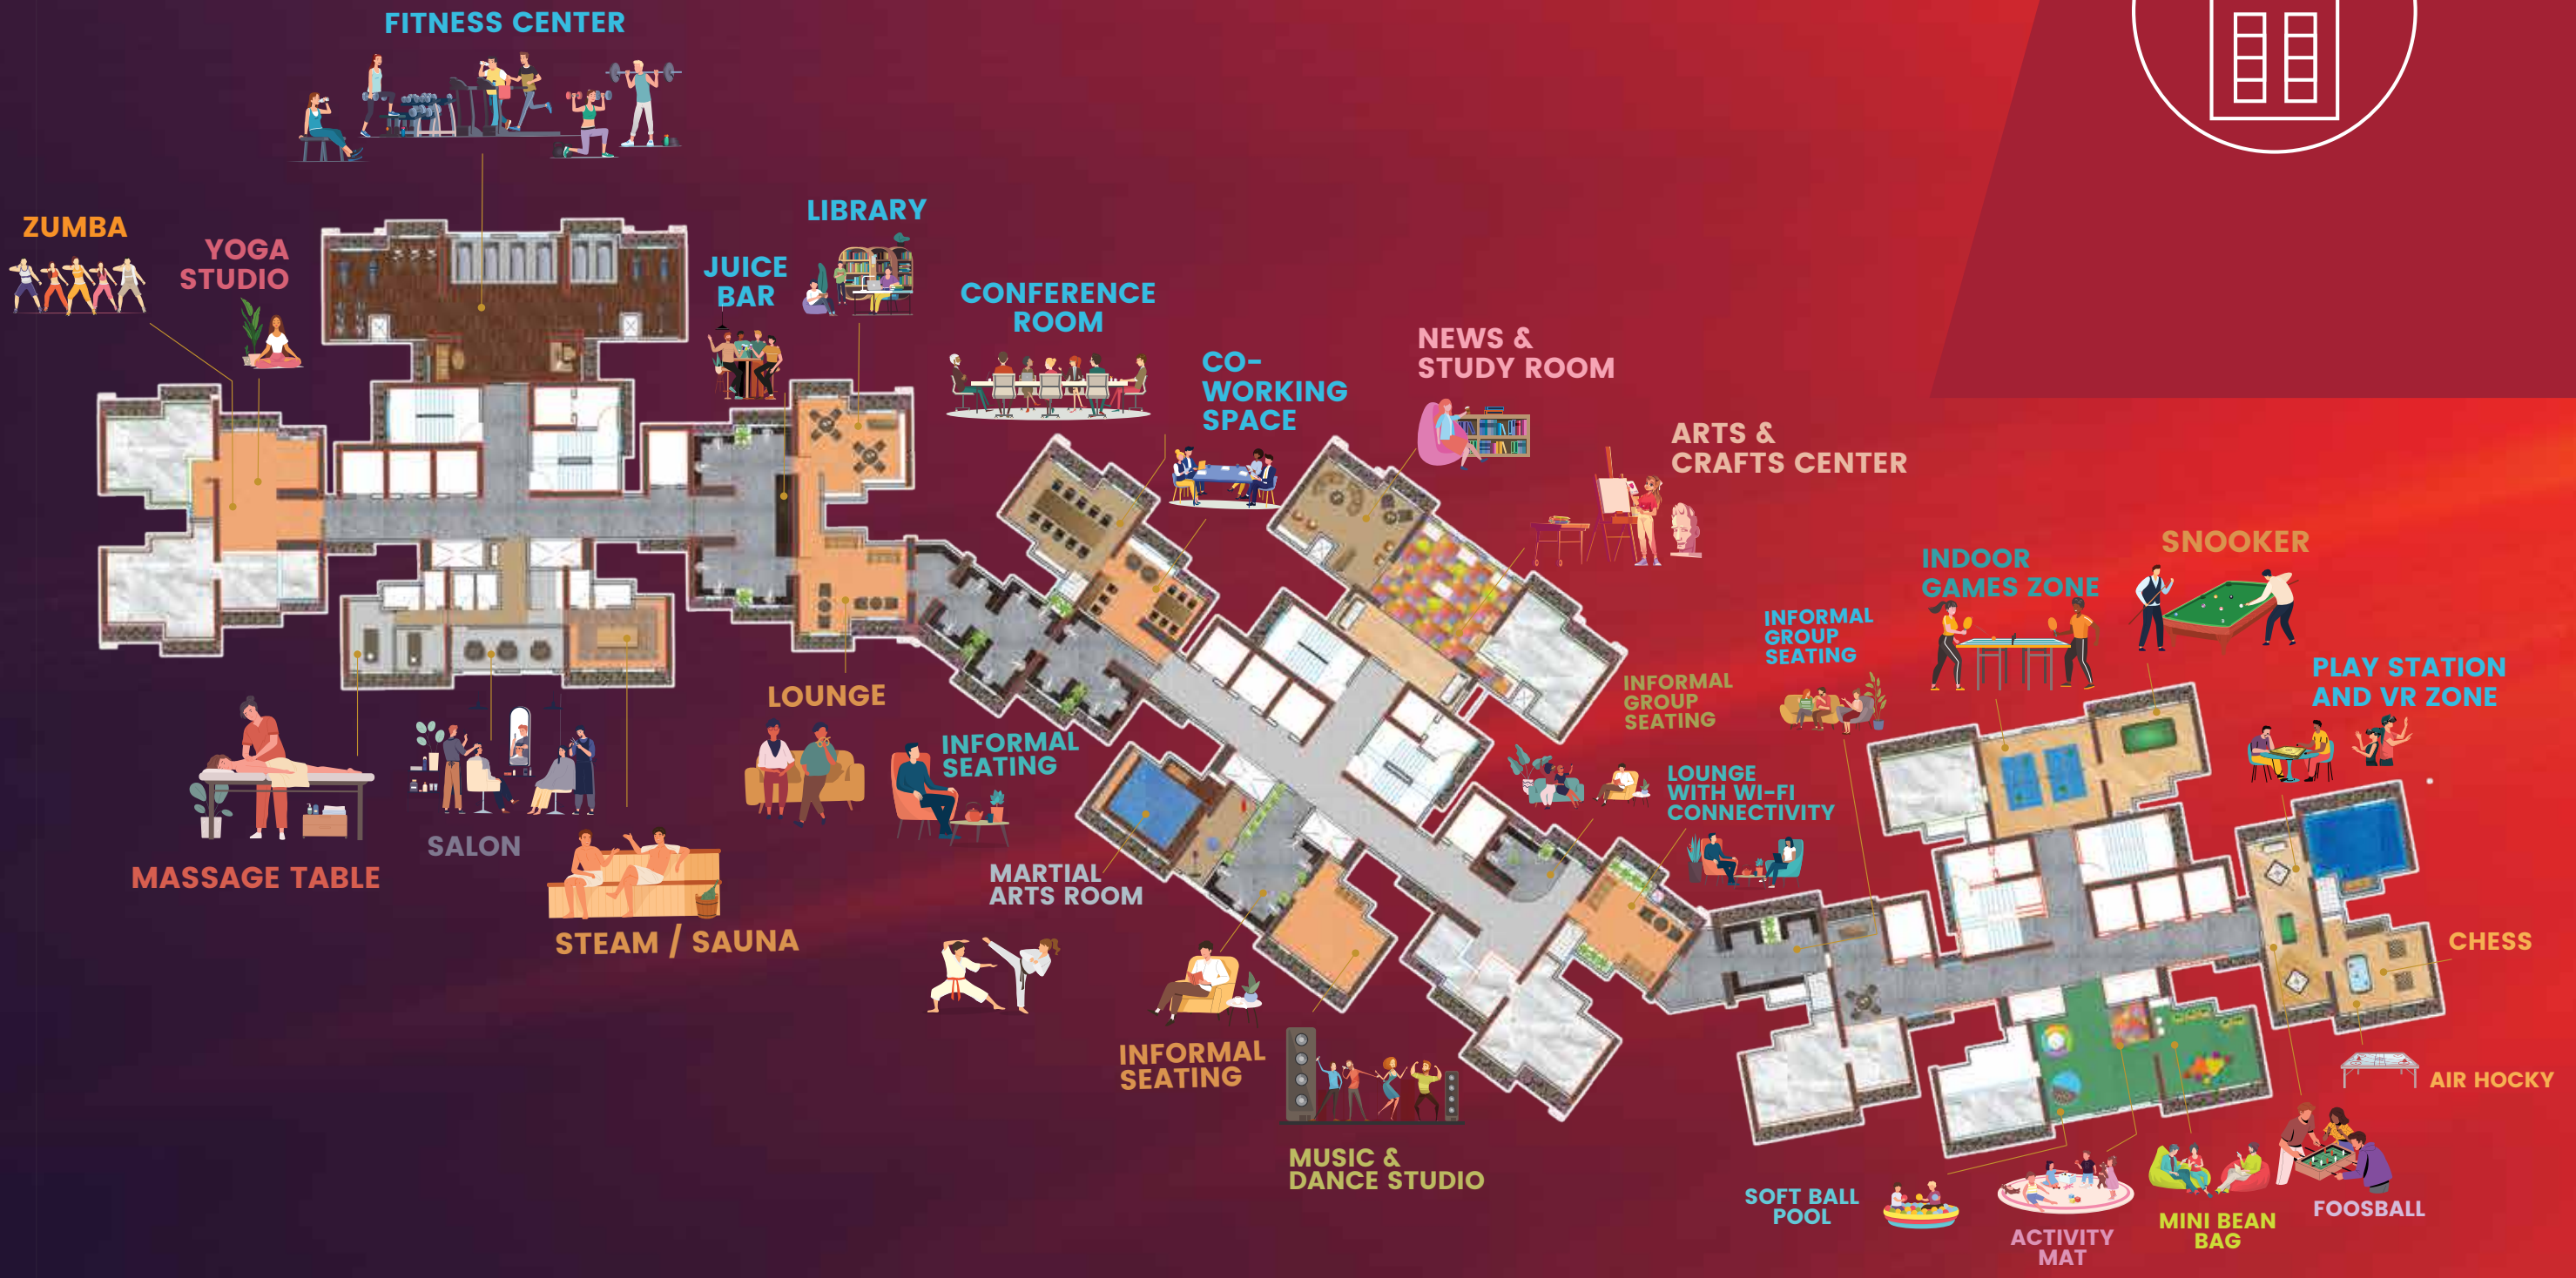 FITNESS CENTER
ZUMBA
YOGA
STUDIO
JUICE
BAR
LIBRARY
CONFERENCE
ROOM
CO-
WORKING
SPACE
NEWS &
STUDY ROOM
ARTS &
CRAFTS CENTER
INFORMAL
GROUP
SEATING
INFORMAL
GROUP
SEATING
INDOOR
GAMES ZONE
SNOOKER
PLAY STATION
AND VR ZONE
LOUNGE
INFORMAL
SEATING
LOUNGE
WITH WI-FI
CONNECTIVITY
MASSAGE TABLE
SALON
STEAM / SAUNA
MARTIAL
ARTS ROOM
INFORMAL
SEATING
MUSIC &
DANCE STUDIO
CHESS
AIR HOCKY
SOFT BALL
POOL
ACTIVITY
MAT
MINI BEAN
BAG
FOOSBALL